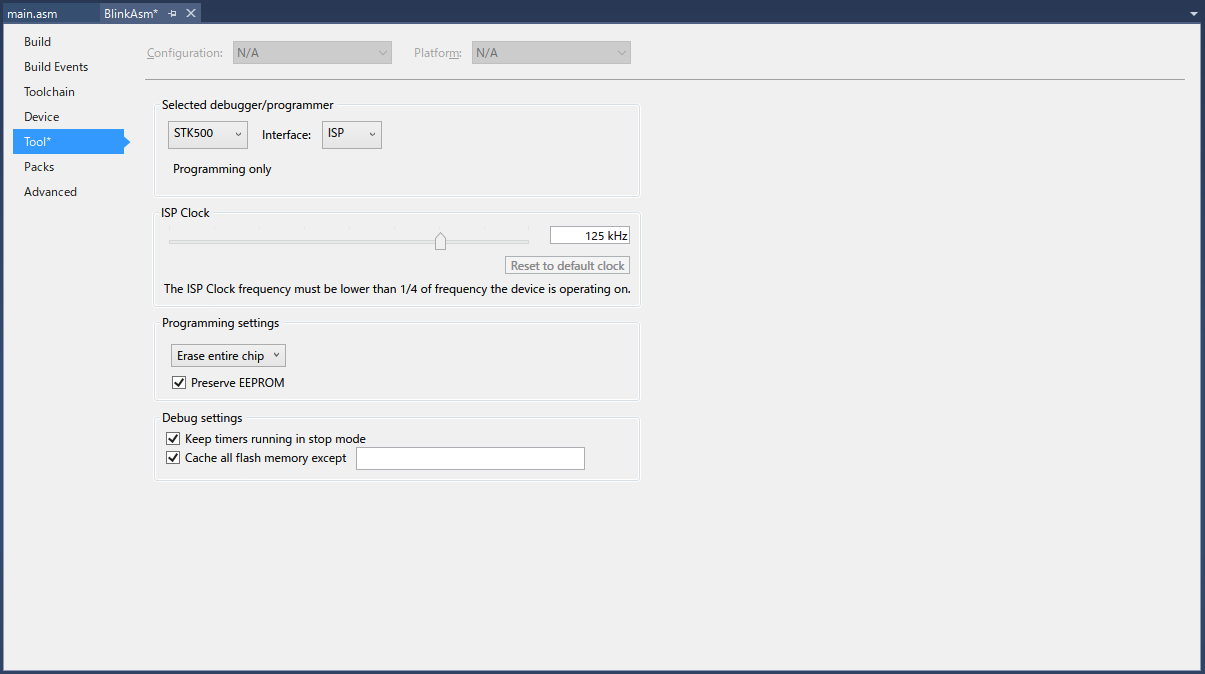 main.asm BlinkAsm*
Build
Build Events
Toolchain
Device
Tool*
Packs
Advanced
Configuration: N/A Platform: N/A
Selected debugger/programmer
STK500 Interface: ISP
Programming only
ISP Clock
125 kHz
Reset to default clock
The ISP Clock frequency must be lower than 1/4 of frequency the device is operating on.
Programming settings
Erase entire chip
Preserve EEPROM
Debug settings
Keep timers running in stop mode
Cache all flash memory except